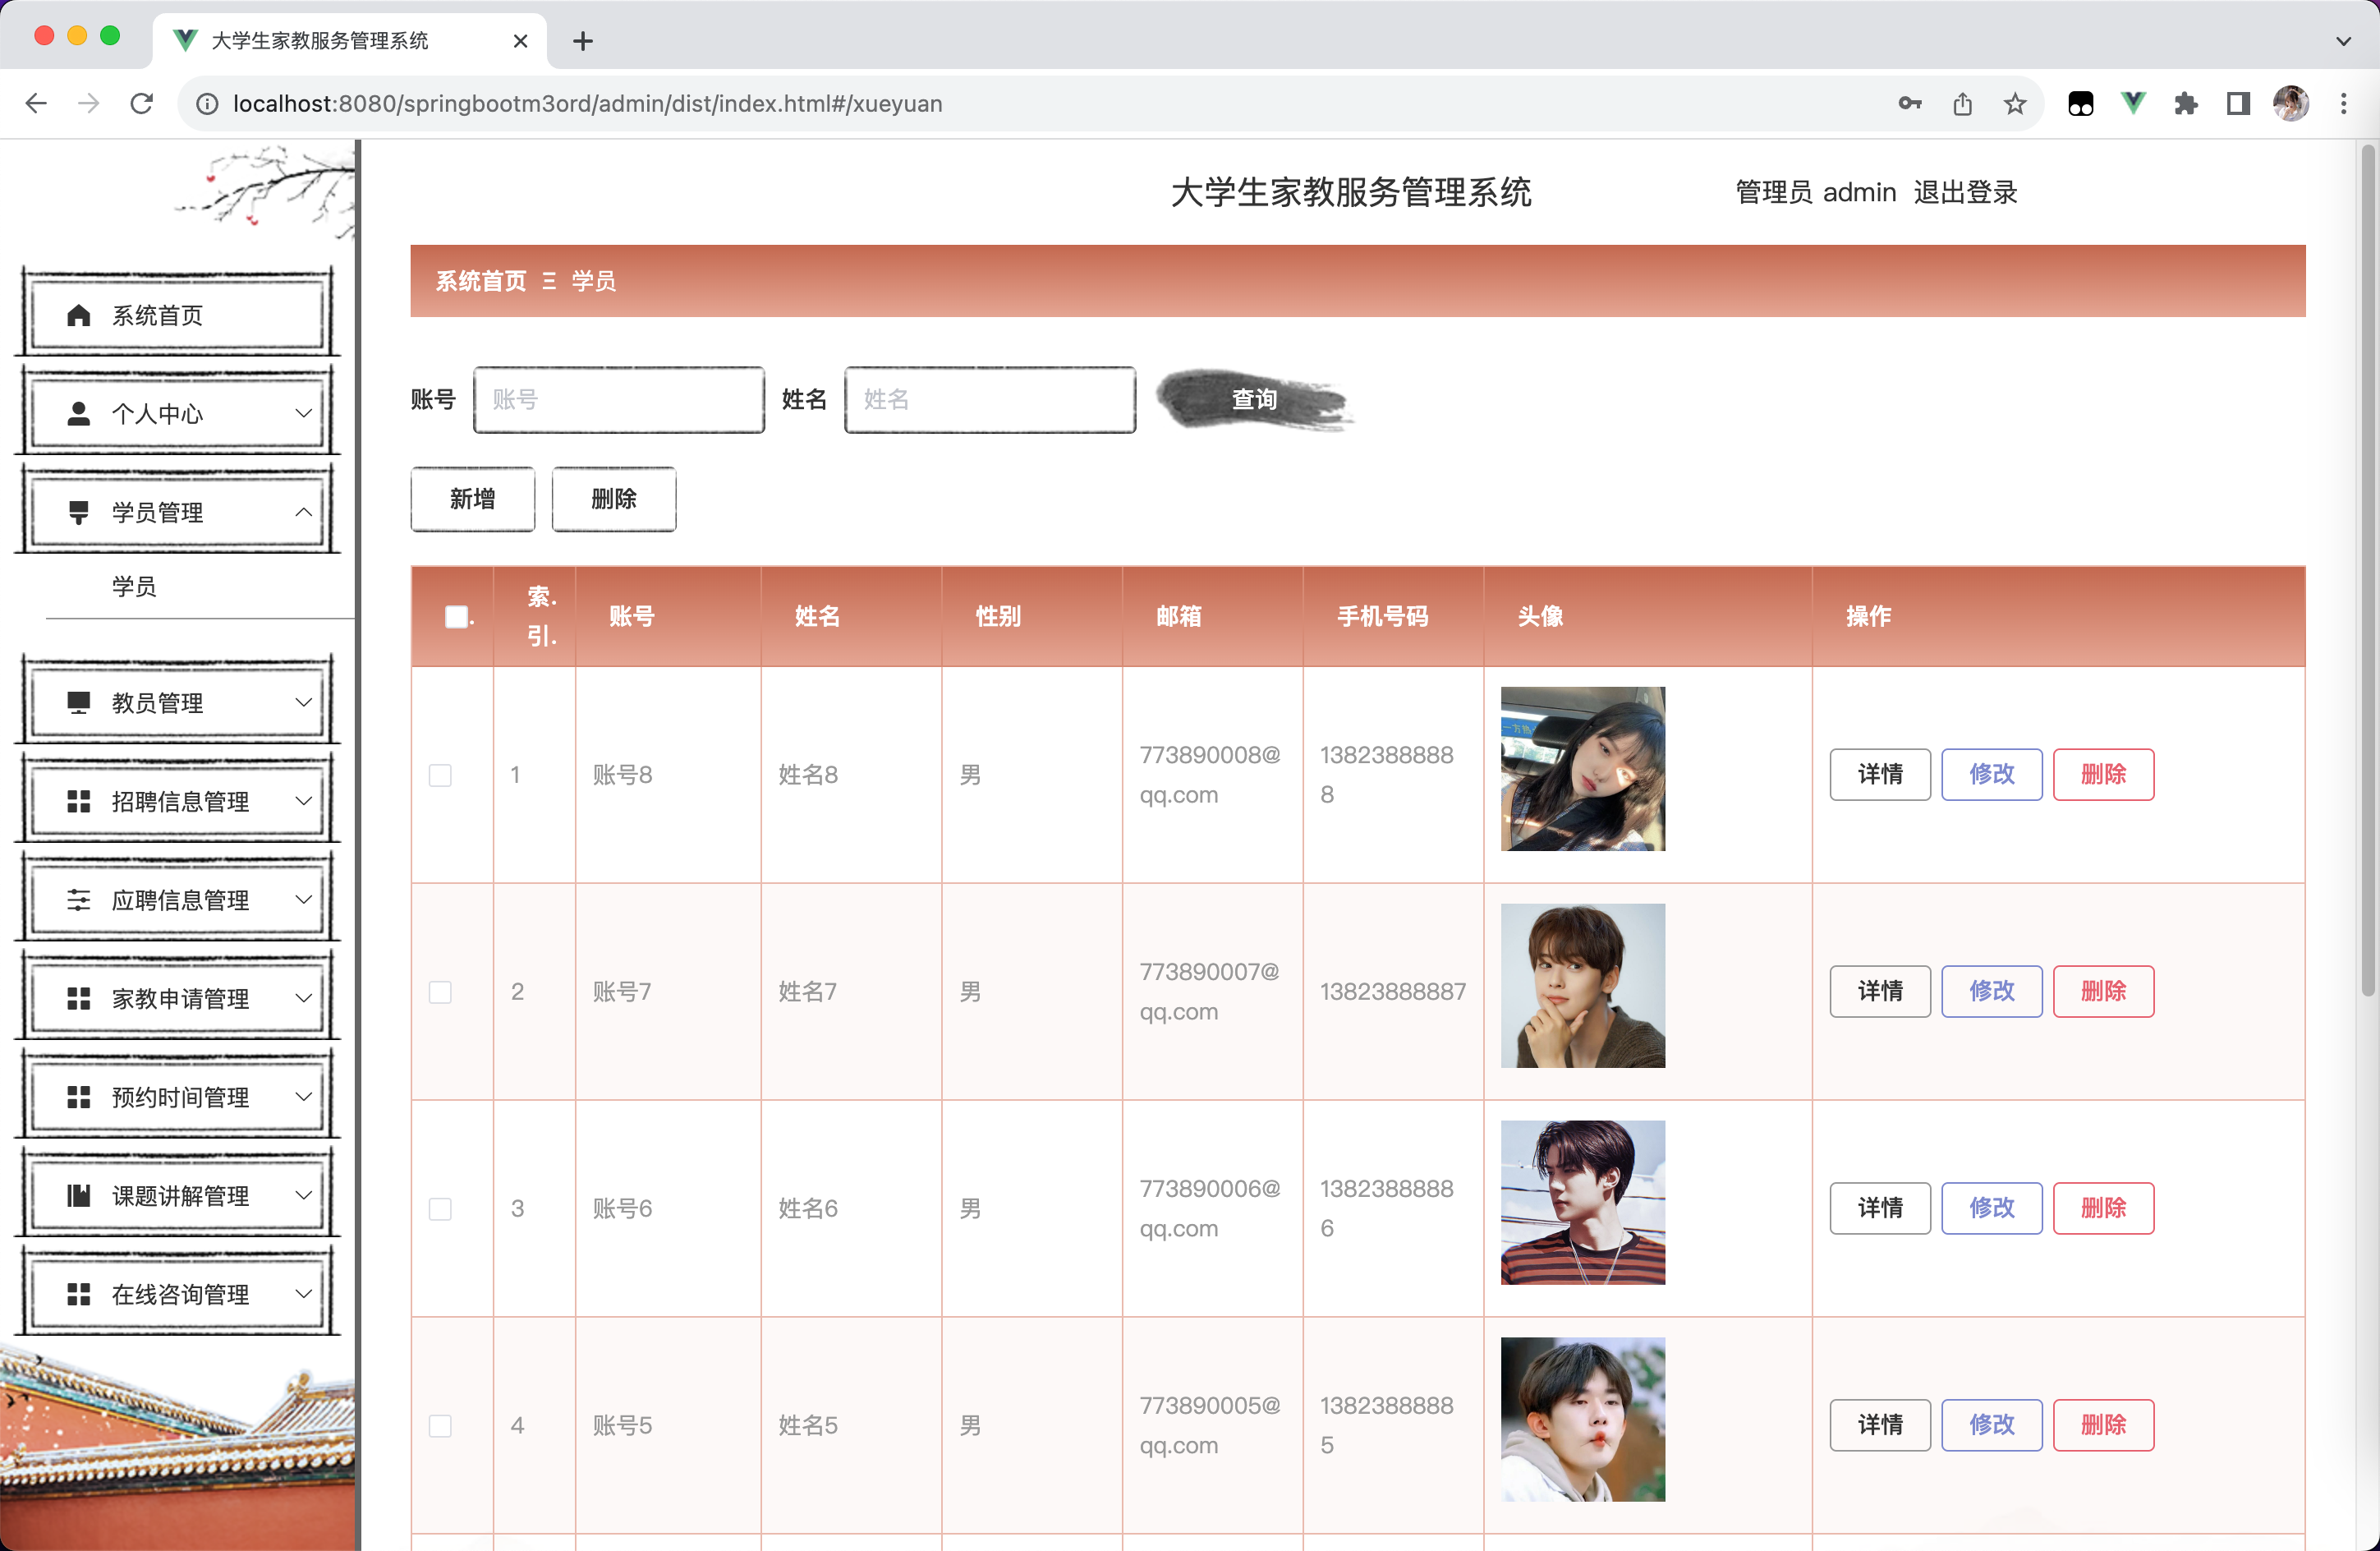 大学生家教服务管理系统
localhost:8080/springbootm3ord/admin/dist/index.html#/xueyuan
大学生家教服务管理系统 管理员 admin 退出登录
系统首页 学员
系统首页
个人中心
学员管理
学员
教员管理
招聘信息管理
应聘信息管理
家教申请管理
预约时间管理
课题讲解管理
在线咨询管理
账号 账号 姓名 姓名 查询
新增 删除
索. 引. 账号 姓名 性别 邮箱 手机号码 头像 操作
1 账号8 姓名8 男 773890008@ 1382388888 详情 修改 删除
qq.com 8
2 账号7 姓名7 男 773890007@ 13823888887 详情 修改 删除
qq.com
3 账号6 姓名6 男 773890006@ 1382388888 详情 修改 删除
qq.com 6
4 账号5 姓名5 男 773890005@ 1382388888 详情 修改 删除
qq.com 5